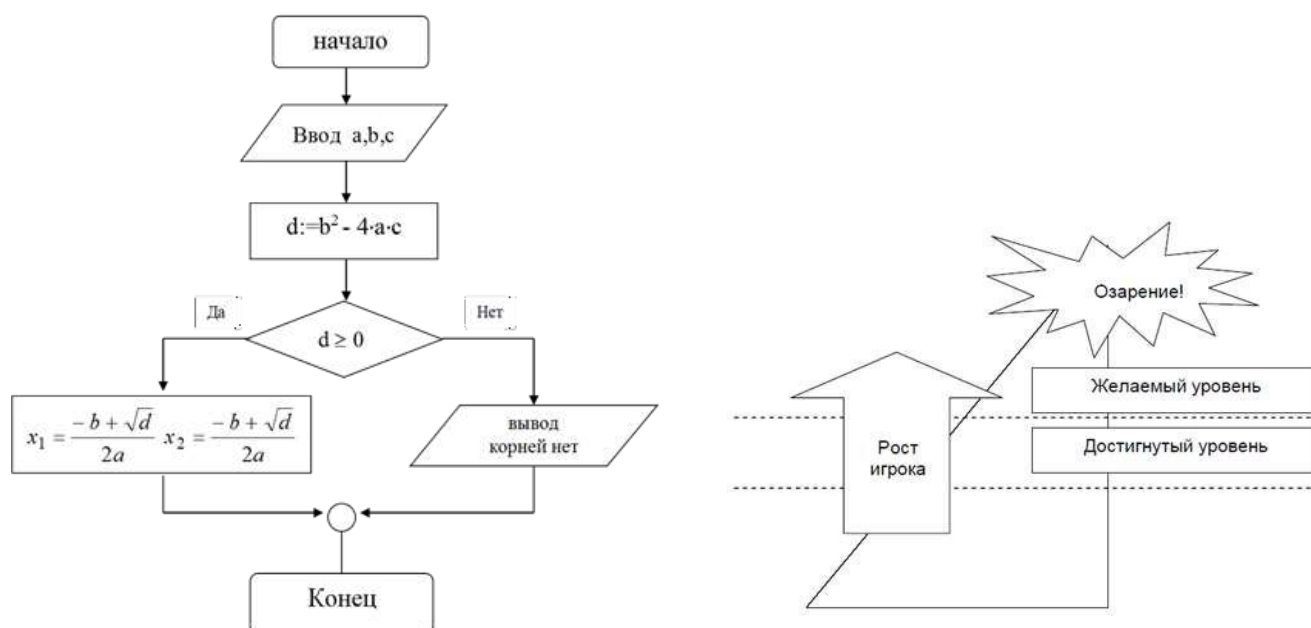 начало
Ввод a,b,c
d:=b² - 4·a·c
Да
Нет
d ≥ 0
x₁ = (-b + √d) / 2a x₂ = (-b + √d) / 2a
вывод
корней нет
Конец
Озарение!
Желаемый уровень
Достигнутый уровень
Рост
игрока